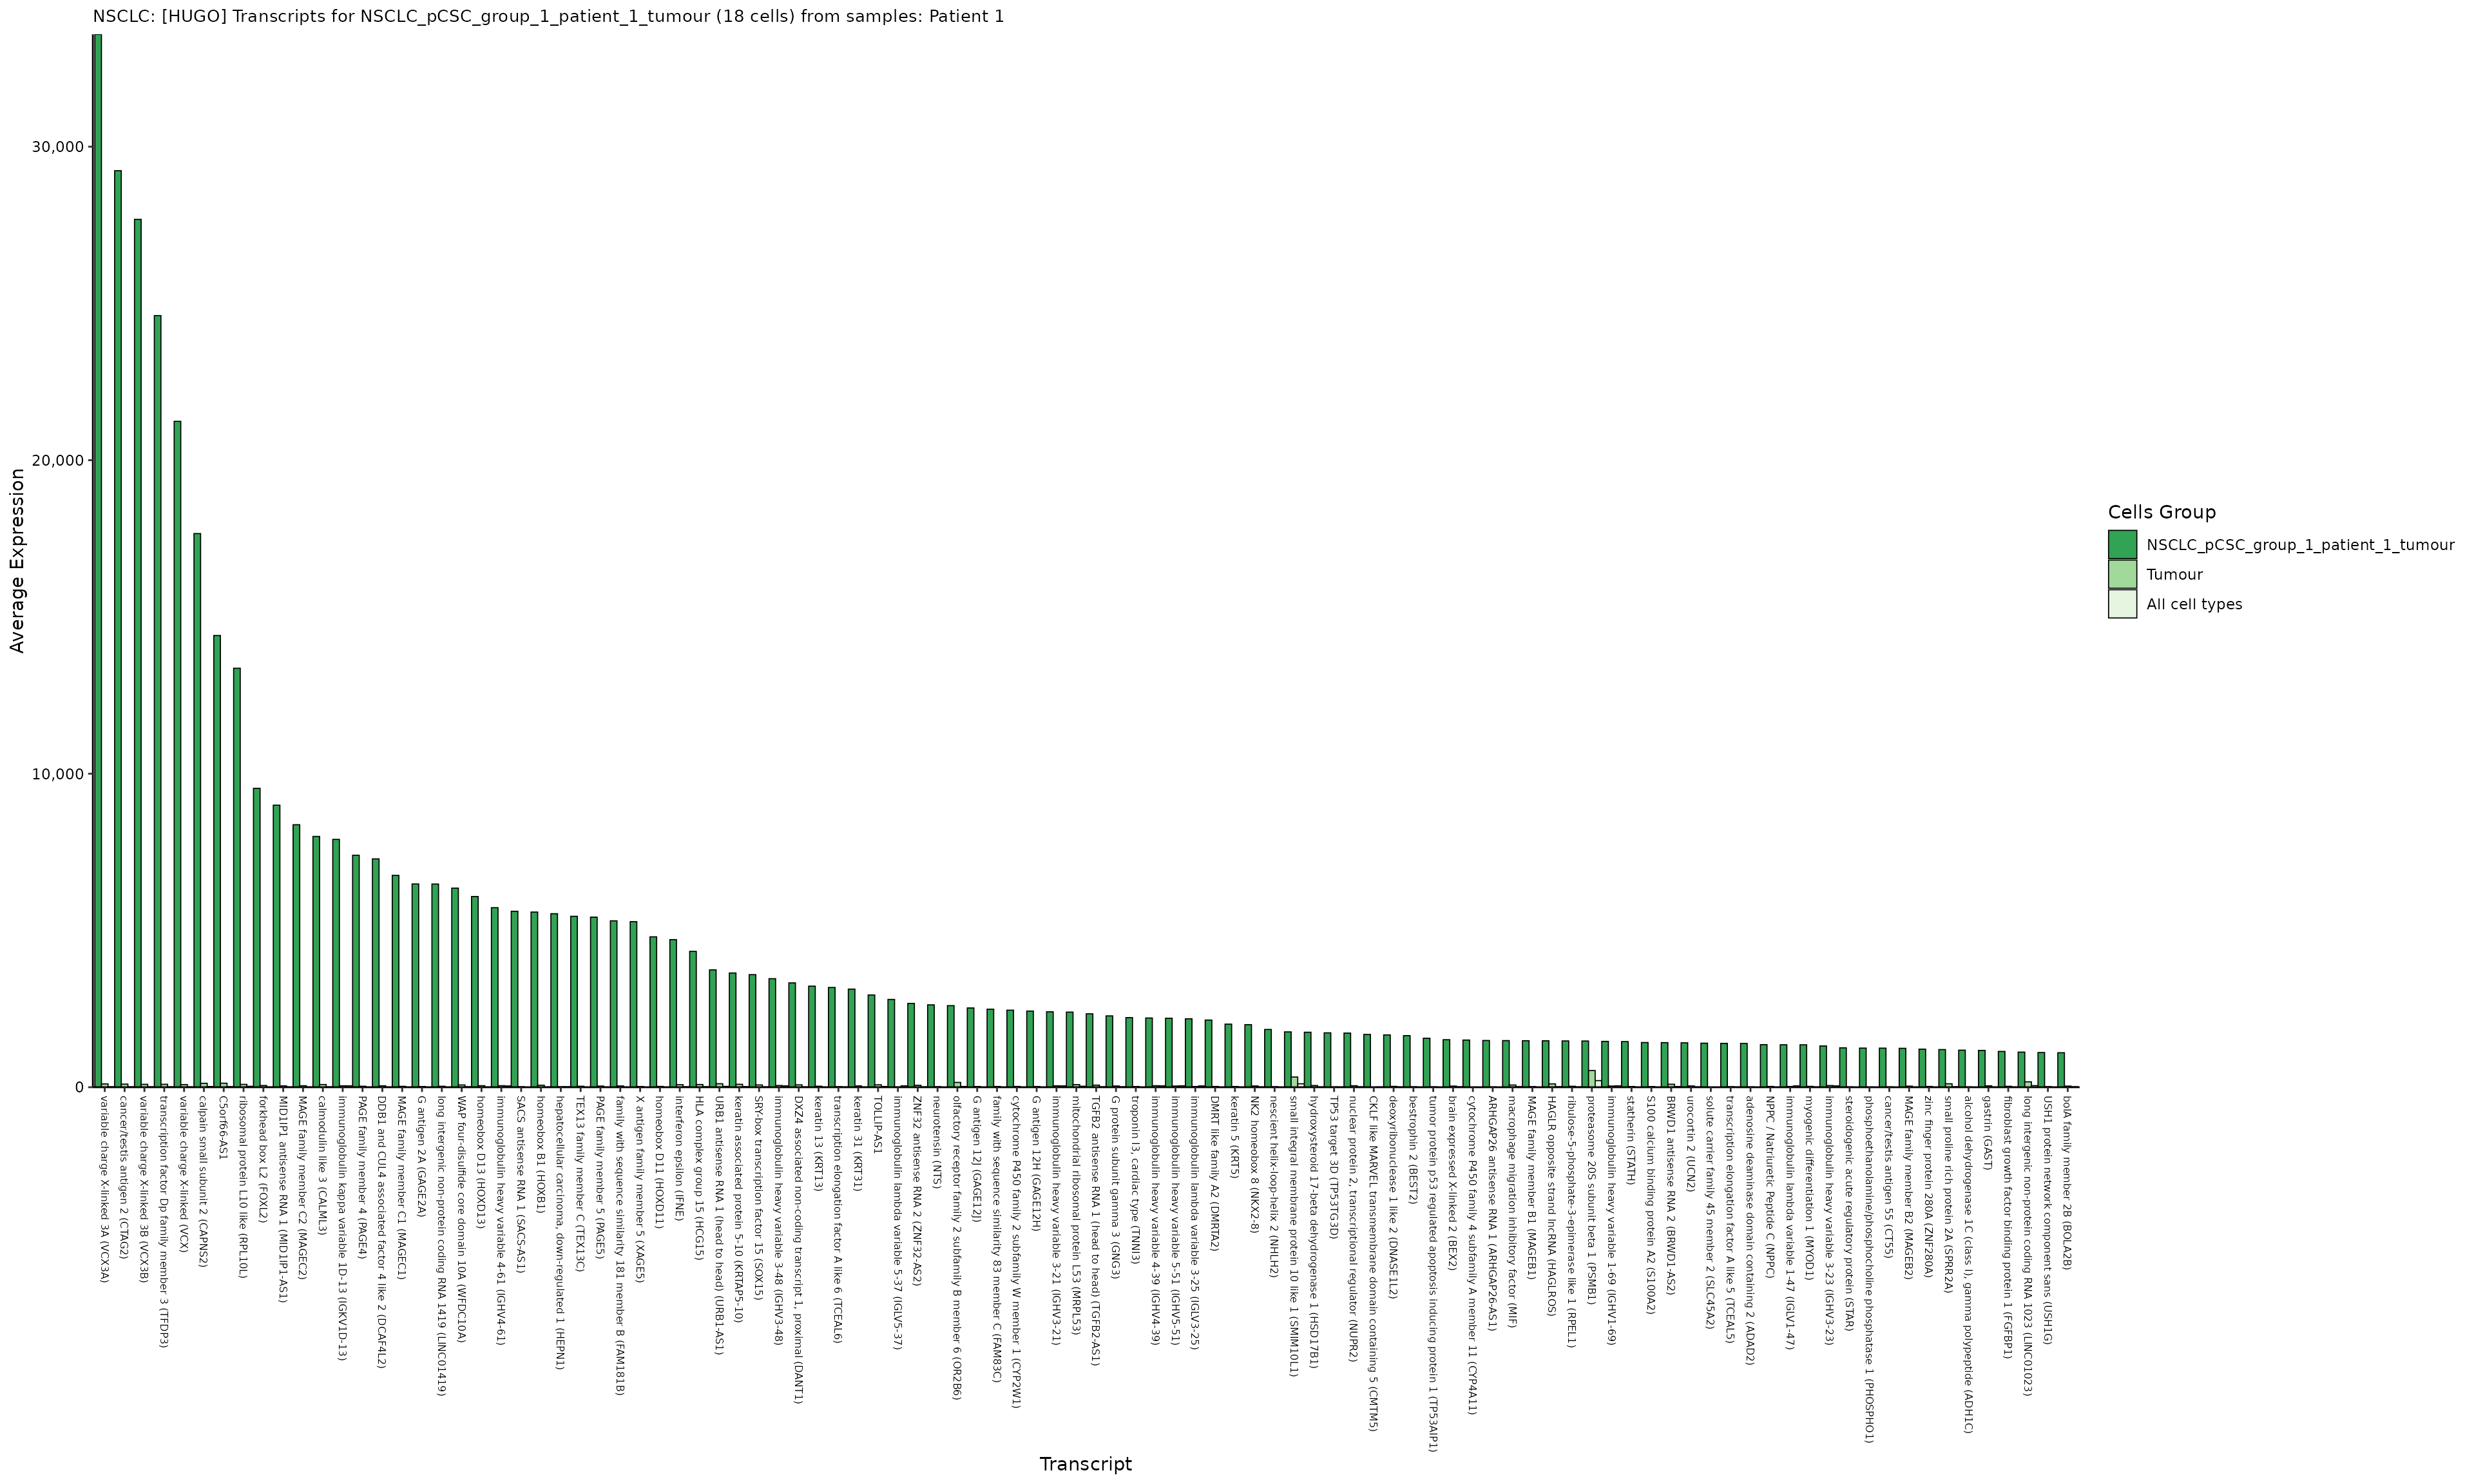 NSCLC: [HUGO] Transcripts for NSCLC_pCSC_group_1_patient_1_tumour (18 cells) from samples: Patient 1
Average Expression
30,000
20,000
10,000
0
Cells Group
NSCLC_pCSC_group_1_patient_1_tumour
Tumour
All cell types
variable charge X-linked 3A (VCX3A)
cancer/testis antigen 2 (CTAG2)
variable charge X-linked 3B (VCX3B)
transcription factor Dp family member 3 (TFDP3)
variable charge X-linked (VCX)
calpain small subunit 2 (CAPNS2)
C5orf66-AS1
ribosomal protein L10 like (RPL10L)
forkhead box L2 (FOXL2)
MID1IP1 antisense RNA 1 (MID1IP1-AS1)
MAGE family member C2 (MAGEC2)
calmodulin like 3 (CALML3)
immunoglobulin kappa variable 1D-13 (IGKV1D-13)
PAGE family member 4 (PAGE4)
DDB1 and CUL4 associated factor 4 like 2 (DCAF4L2)
MAGE family member C1 (MAGEC1)
G antigen 2A (GAGE2A)
long intergenic non-protein coding RNA 1419 (LINC01419)
WAP four-disulfide core domain 10A (WFDC10A)
homeobox D13 (HOXD13)
immunoglobulin heavy variable 4-61 (IGHV4-61)
SACS antisense RNA 1 (SACS-AS1)
homeobox B1 (HOXB1)
hepatocellular carcinoma, down-regulated 1 (HEPN1)
TEX13 family member C (TEX13C)
PAGE family member 5 (PAGE5)
family with sequence similarity 181 member B (FAM181B)
X antigen family member 5 (XAGE5)
homeobox D11 (HOXD11)
interferon epsilon (IFNE)
HLA complex group 15 (HCG15)
URB1 antisense RNA 1 (head to head) (URB1-AS1)
keratin associated protein 5-10 (KRTAP5-10)
SRY-box transcription factor 15 (SOX15)
immunoglobulin heavy variable 3-48 (IGHV3-48)
DXZ4 associated non-coding transcript 1, proximal (DANT1)
keratin 13 (KRT13)
transcription elongation factor A like 6 (TCEAL6)
keratin 31 (KRT31)
TOLLIP-AS1
immunoglobulin lambda variable 5-37 (IGLV5-37)
ZNF32 antisense RNA 2 (ZNF32-AS2)
neurotensin (NTS)
olfactory receptor family 2 subfamily B member 6 (OR2B6)
G antigen 12J (GAGE12J)
family with sequence similarity 83 member C (FAM83C)
cytochrome P450 family 2 subfamily W member 1 (CYP2W1)
G antigen 12H (GAGE12H)
immunoglobulin heavy variable 3-21 (IGHV3-21)
mitochondrial ribosomal protein L53 (MRPL53)
TGFB2 antisense RNA 1 (head to head) (TGFB2-AS1)
G protein subunit gamma 3 (GNG3)
troponin I3, cardiac type (TNNI3)
immunoglobulin heavy variable 4-39 (IGHV4-39)
immunoglobulin heavy variable 5-51 (IGHV5-51)
immunoglobulin lambda variable 3-25 (IGLV3-25)
DMRT like family A2 (DMRTA2)
keratin 5 (KRT5)
NK2 homeobox 8 (NKX2-8)
nescient helix-loop-helix 2 (NHLH2)
small integral membrane protein 10 like 1 (SMIM10L1)
hydroxysteroid 17-beta dehydrogenase 1 (HSD17B1)
TP53 target 3D (TP53TG3D)
nuclear protein 2, transcriptional regulator (NUPR2)
CKLF like MARVEL transmembrane domain containing 5 (CMTM5)
deoxyribonuclease 1 like 2 (DNASE1L2)
bestrophin 2 (BEST2)
tumor protein p53 regulated apoptosis inducing protein 1 (TP53AIP1)
brain expressed X-linked 2 (BEX2)
cytochrome P450 family 4 subfamily A member 11 (CYP4A11)
ARHGAP26 antisense RNA 1 (ARHGAP26-AS1)
macrophage migration inhibitory factor (MIF)
MAGE family member B1 (MAGEB1)
HAGLR opposite strand lncRNA (HAGLROS)
ribulose-5-phosphate-3-epimerase like 1 (RPEL1)
proteasome 20S subunit beta 1 (PSMB1)
immunoglobulin heavy variable 1-69 (IGHV1-69)
statherin (STATH)
S100 calcium binding protein A2 (S100A2)
BRWD1 antisense RNA 2 (BRWD1-AS2)
urocortin 2 (UCN2)
solute carrier family 45 member 2 (SLC45A2)
transcription elongation factor A like 5 (TCEAL5)
adenosine deaminase domain containing 2 (ADAD2)
NPPC / Natriuretic Peptide C (NPPC)
immunoglobulin lambda variable 1-47 (IGLV1-47)
myogenic differentiation 1 (MYOD1)
immunoglobulin heavy variable 3-23 (IGHV3-23)
steroidogenic acute regulatory protein (STAR)
phosphoethanolamine/phosphocholine phosphatase 1 (PHOSPHO1)
cancer/testis antigen 55 (CT55)
MAGE family member B2 (MAGEB2)
zinc finger protein 280A (ZNF280A)
small proline rich protein 2A (SPRR2A)
alcohol dehydrogenase 1C (class I), gamma polypeptide (ADH1C)
gastrin (GAST)
fibroblast growth factor binding protein 1 (FGFBP1)
long intergenic non-protein coding RNA 1023 (LINC01023)
USH1 protein network component sans (USH1G)
bolA family member 2B (BOLA2B)
Transcript